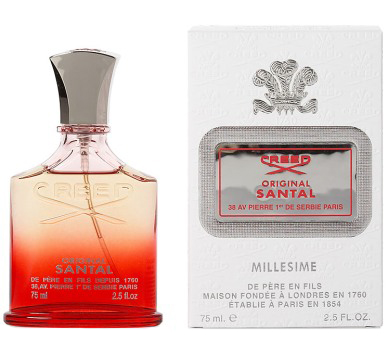 CREED
ORIGINAL
SANTAL
DE PÈRE EN FILS DEPUIS 1760
38, AV. PIERRE 1er DE SERBIE PARIS
75 ml 2.5 fl.oz.
CREED
ORIGINAL
SANTAL
38 AV PIERRE 1er DE SERBIE PARIS
MILLESIME
DE PÈRE EN FILS
MAISON FONDÉE À LONDRES EN 1760
ÉTABLIE À PARIS EN 1854
75 ml. e 2.5 FL.OZ.